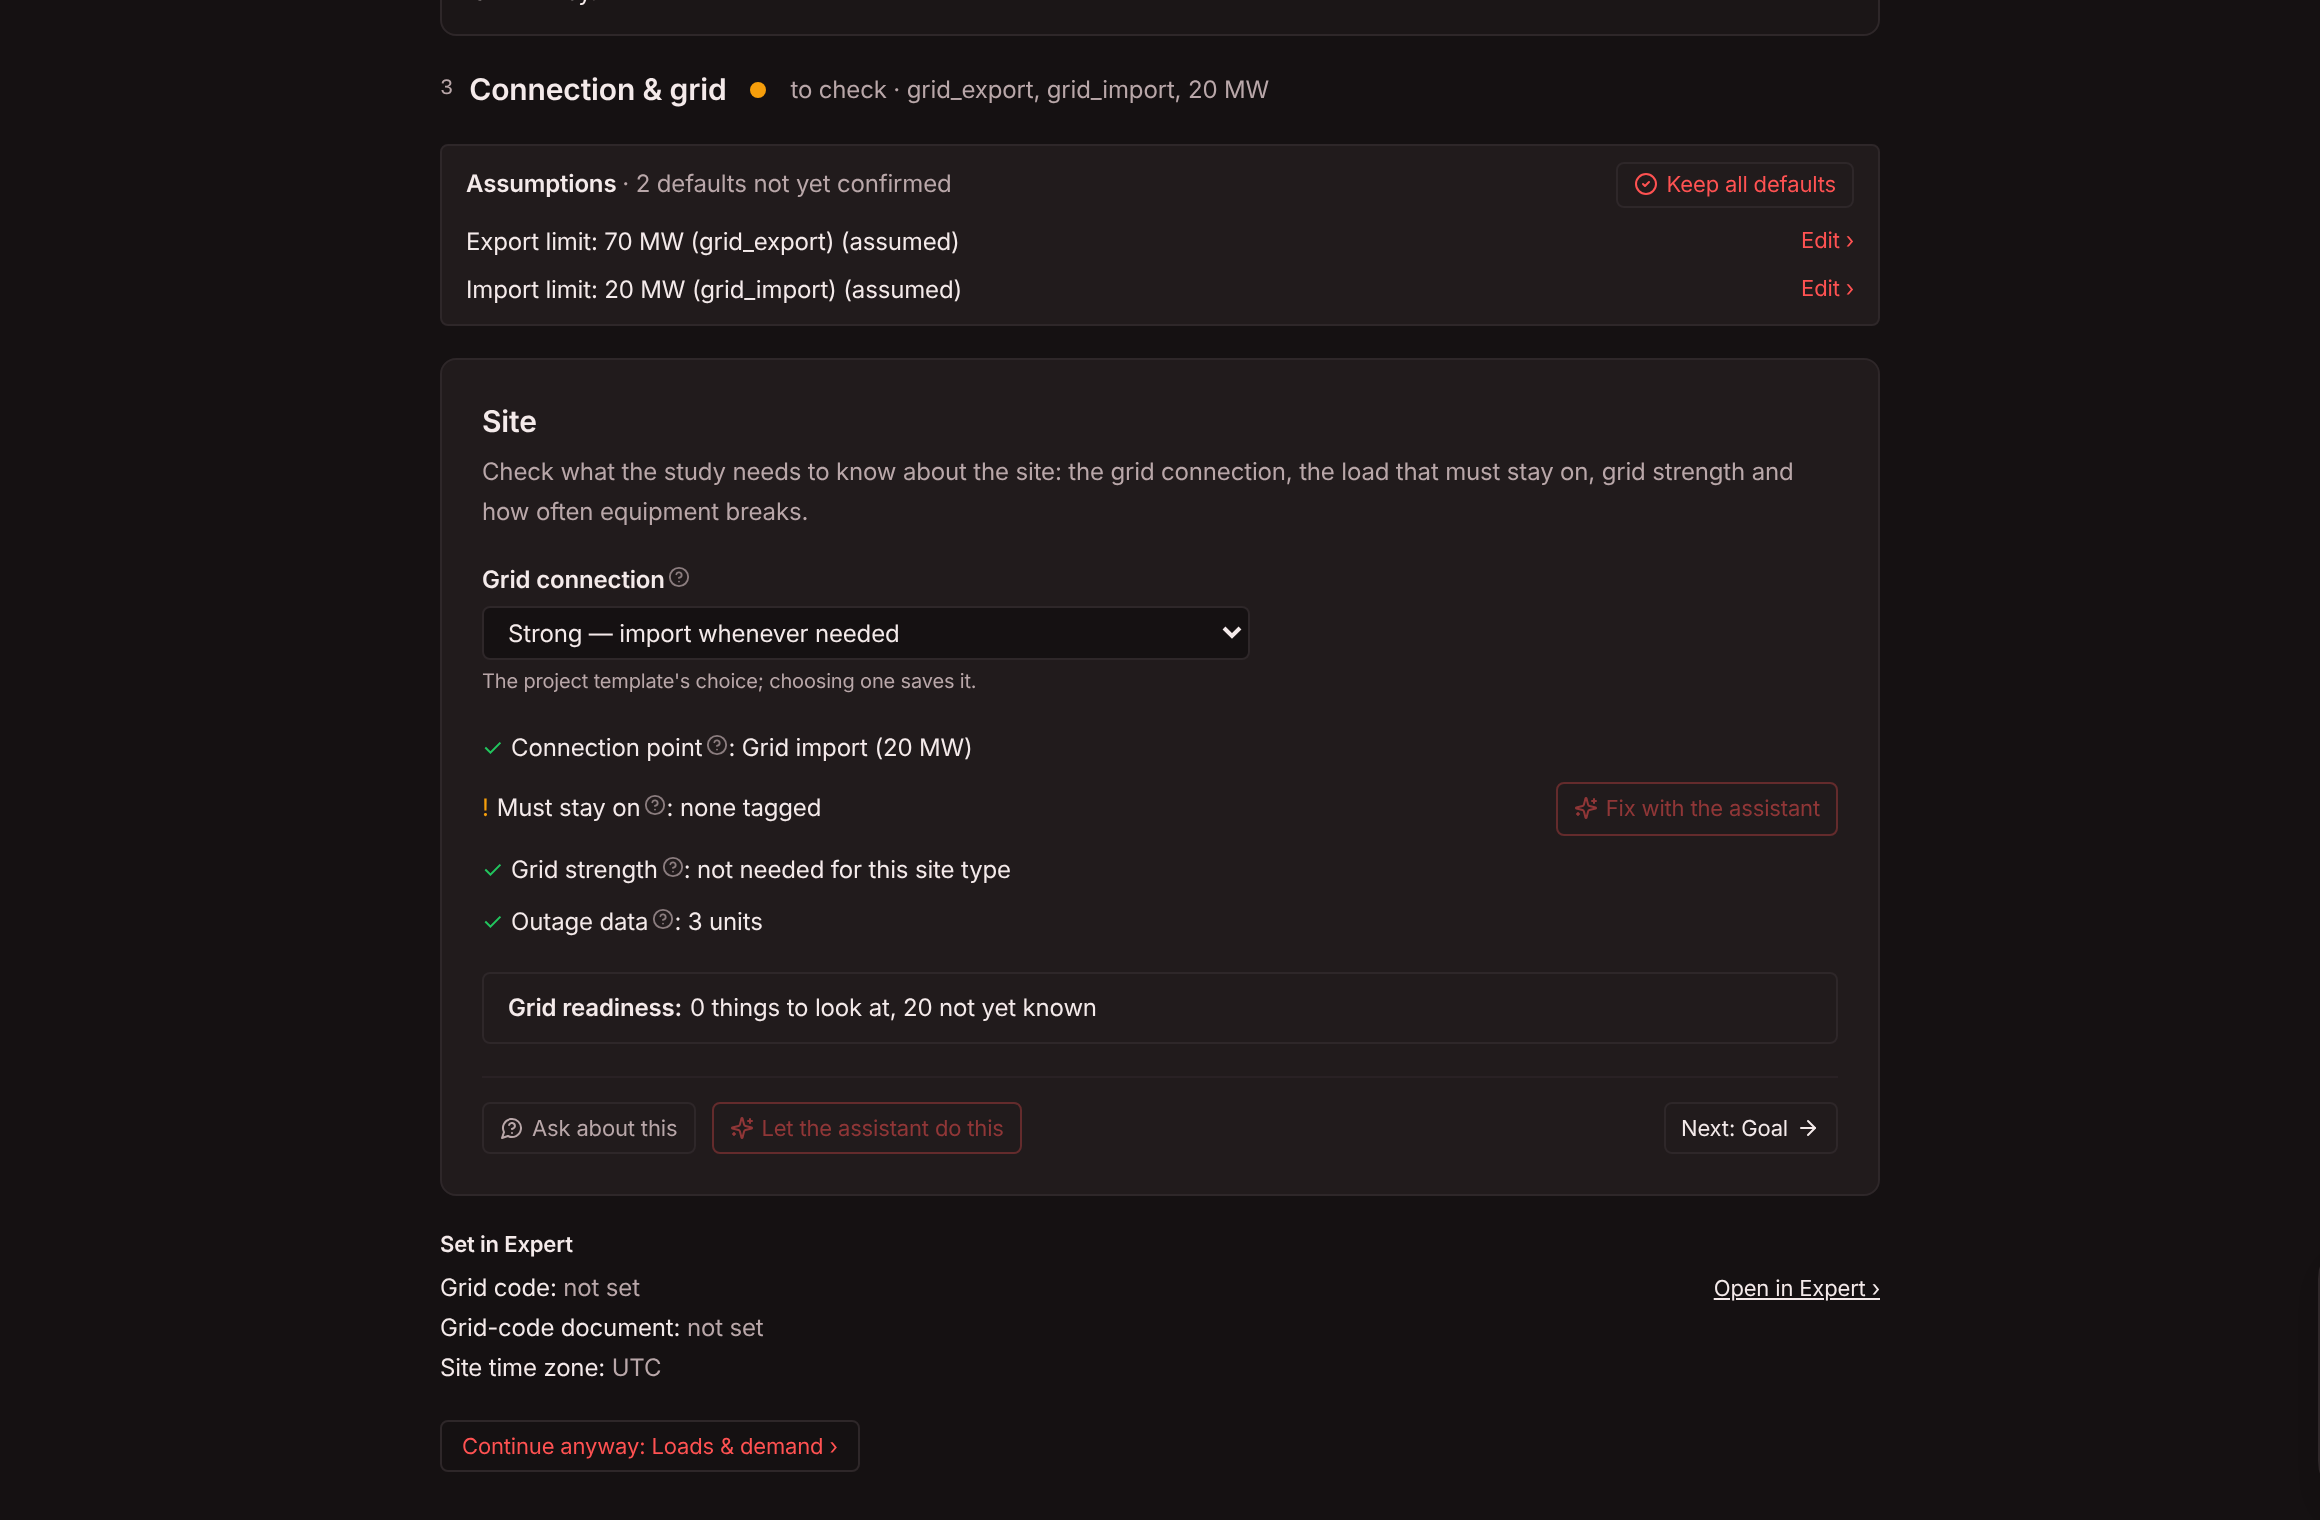 3 Connection & grid to check · grid_export, grid_import, 20 MW
Assumptions · 2 defaults not yet confirmed
Keep all defaults
Export limit: 70 MW (grid_export) (assumed)
Edit ›
Import limit: 20 MW (grid_import) (assumed)
Edit ›
Site
Check what the study needs to know about the site: the grid connection, the load that must stay on, grid strength and
how often equipment breaks.
Grid connection ?
Strong — import whenever needed
The project template's choice; choosing one saves it.
✓ Connection point ? : Grid import (20 MW)
! Must stay on ? : none tagged
Fix with the assistant
✓ Grid strength ? : not needed for this site type
✓ Outage data ? : 3 units
Grid readiness: 0 things to look at, 20 not yet known
Ask about this
Let the assistant do this
Next: Goal →
Set in Expert
Grid code: not set
Open in Expert ›
Grid-code document: not set
Site time zone: UTC
Continue anyway: Loads & demand ›